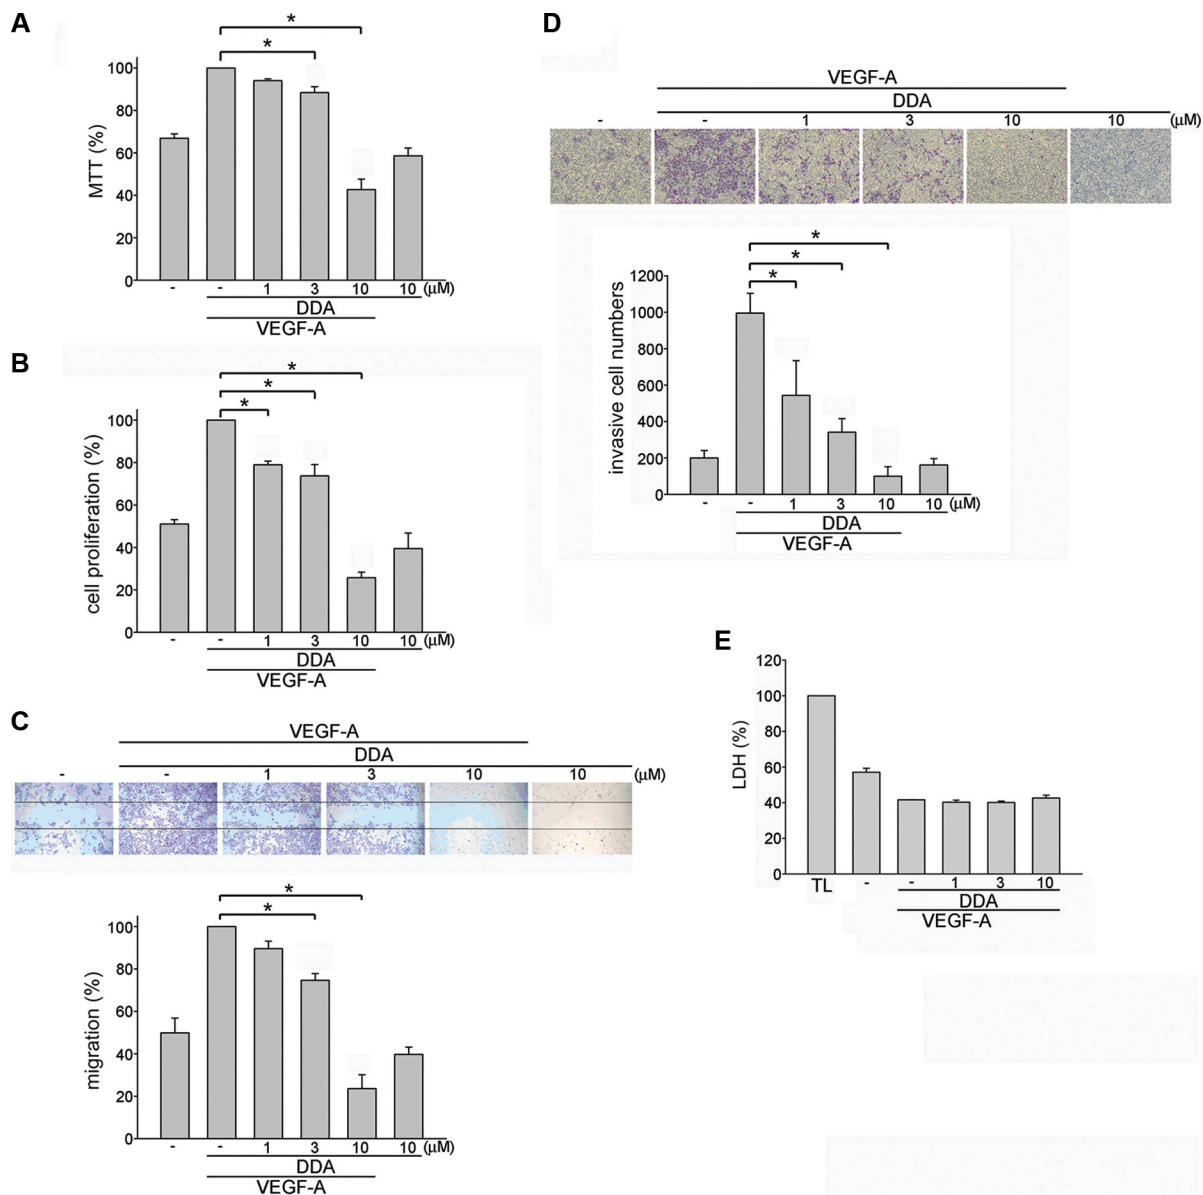 A
*
*
MTT (%)
100
80
60
40
20
0
- - 1 3 10 10 (μM)
DDA
VEGF-A
B
*
*
*
cell proliferation (%)
100
80
60
40
20
0
- - 1 3 10 10 (μM)
DDA
VEGF-A
C
VEGF-A
DDA
- - 1 3 10 10 (μM)
*
*
migration (%)
100
80
60
40
20
0
- - 1 3 10 10 (μM)
DDA
VEGF-A
D
VEGF-A
DDA
- - 1 3 10 10 (μM)
*
*
*
invasive cell numbers
1200
1000
800
600
400
200
0
- - 1 3 10 10 (μM)
DDA
VEGF-A
E
LDH (%)
120
100
80
60
40
20
0
TL - - 1 3 10
DDA
VEGF-A